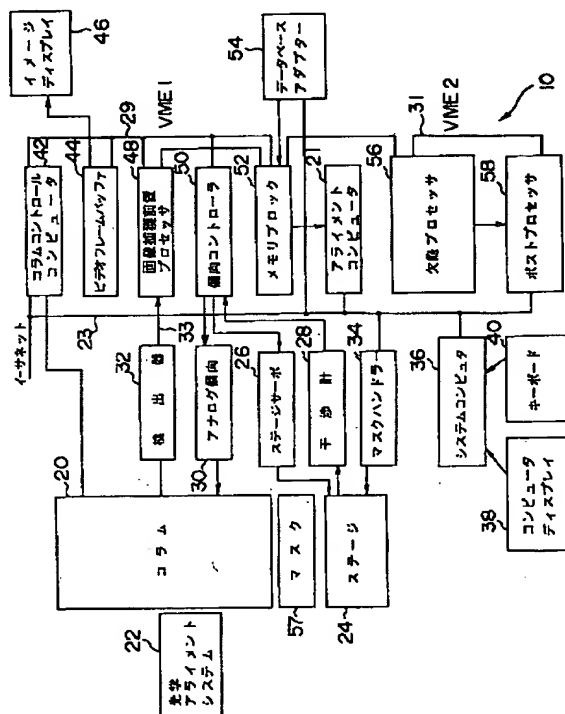 イメージ
ディスプレイ
46
データベース
アダプター
54
VME1
29
VME2
31
10
42
コラムコントロール
コンピュータ
44
ビデオフレームバッファ
48
画像捕獲前置
プロセッサ
50
偏向コントローラ
52
メモリブロック
21
アライメント
コンピュータ
56
欠陥プロセッサ
58
ポストプロセッサ
イーサネット
23
33
32
検出器
アナログ偏向
30
26
ステージサーボ
28
干渉計
34
マスクハンドラー
36
システムコンピュタ
40
キーボード
38
コンピュータ
ディスプレイ
20
コラム
57
マスク
24
ステージ
22
光学
アライメント
システム